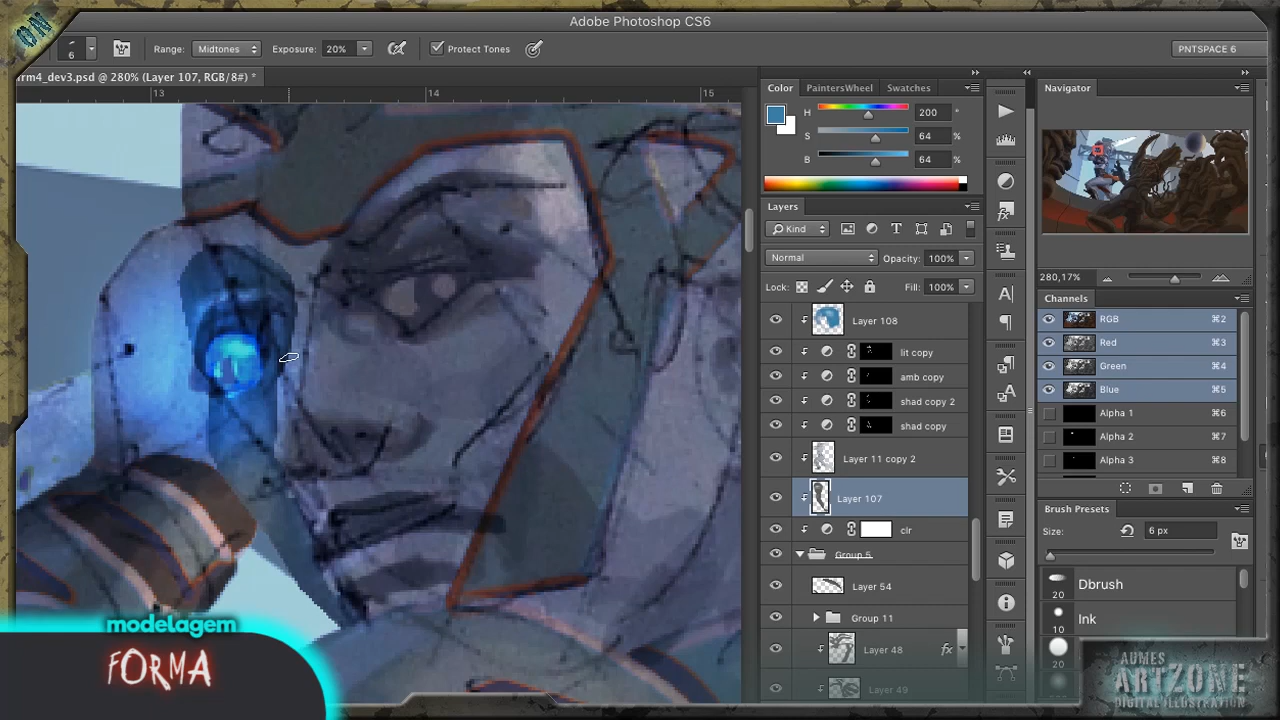 Adobe Photoshop CS6
6
Range: Midtones Exposure: 20% Protect Tones PNTSPACE 6
rm4_dev3.psd @ 280% (Layer 107, RGB/8#) *
13 14 15
Color PaintersWheel Swatches
H 200 °
S 64 %
B 64 %
Layers
Kind
Normal Opacity: 100%
Lock: Fill: 100%
Layer 108
lit copy
amb copy
shad copy 2
shad copy
Layer 11 copy 2
Layer 107
clr
Group 5
Layer 54
Group 11
Layer 48 fx
Layer 49
Navigator
280,17%
Channels
RGB ⌘2
Red ⌘3
Green ⌘4
Blue ⌘5
Alpha 1 ⌘6
Alpha 2 ⌘7
Alpha 3 ⌘8
Brush Presets
Size: 6 px
20 Dbrush
10 Ink
20
modelagem
FORMA
AUMES
ARTZONE
DIGITAL ILLUSTRATION